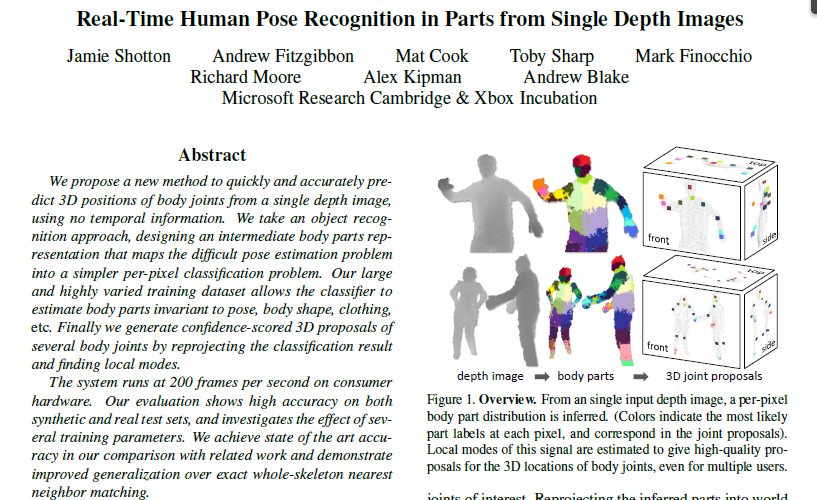 Real-Time Human Pose Recognition in Parts from Single Depth Images
Jamie Shotton Andrew Fitzgibbon Mat Cook Toby Sharp Mark Finocchio
Richard Moore Alex Kipman Andrew Blake
Microsoft Research Cambridge & Xbox Incubation
Abstract
We propose a new method to quickly and accurately pre-
dict 3D positions of body joints from a single depth image,
using no temporal information. We take an object recog-
nition approach, designing an intermediate body parts rep-
resentation that maps the difficult pose estimation problem
into a simpler per-pixel classification problem. Our large
and highly varied training dataset allows the classifier to
estimate body parts invariant to pose, body shape, clothing,
etc. Finally we generate confidence-scored 3D proposals of
several body joints by reprojecting the classification result
and finding local modes.
The system runs at 200 frames per second on consumer
hardware. Our evaluation shows high accuracy on both
synthetic and real test sets, and investigates the effect of sev-
eral training parameters. We achieve state of the art accu-
racy in our comparison with related work and demonstrate
improved generalization over exact whole-skeleton nearest
neighbor matching.
top
front
side
top
front
side
depth image body parts 3D joint proposals
Figure 1. Overview. From an single input depth image, a per-pixel
body part distribution is inferred. (Colors indicate the most likely
part labels at each pixel, and correspond in the joint proposals).
Local modes of this signal are estimated to give high-quality pro-
posals for the 3D locations of body joints, even for multiple users.
joints of interest. Reprojecting the inferred parts into world